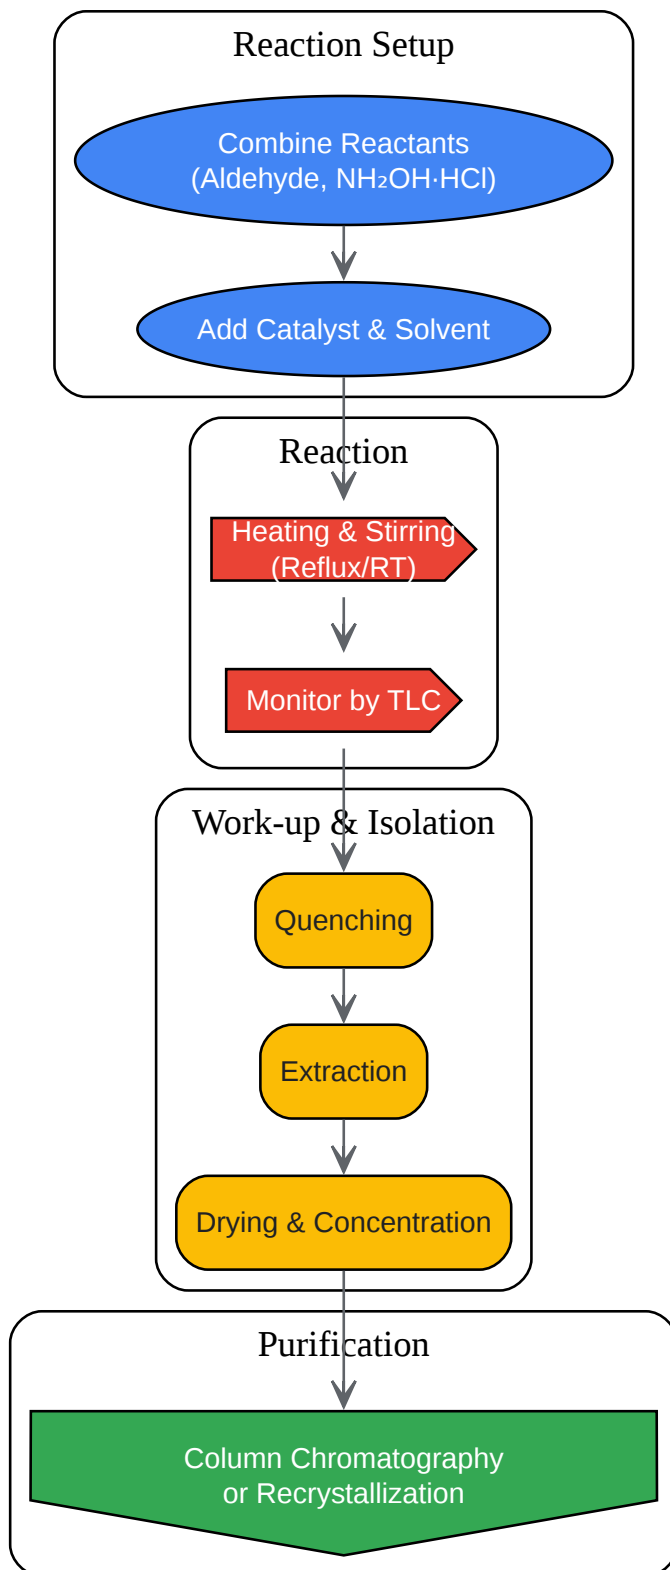 Reaction Setup
Combine Reactants
(Aldehyde, NH₂OH·HCl)
Add Catalyst & Solvent
Reaction
Heating & Stirring
(Reflux/RT)
Monitor by TLC
Work-up & Isolation
Quenching
Extraction
Drying & Concentration
Purification
Column Chromatography
or Recrystallization